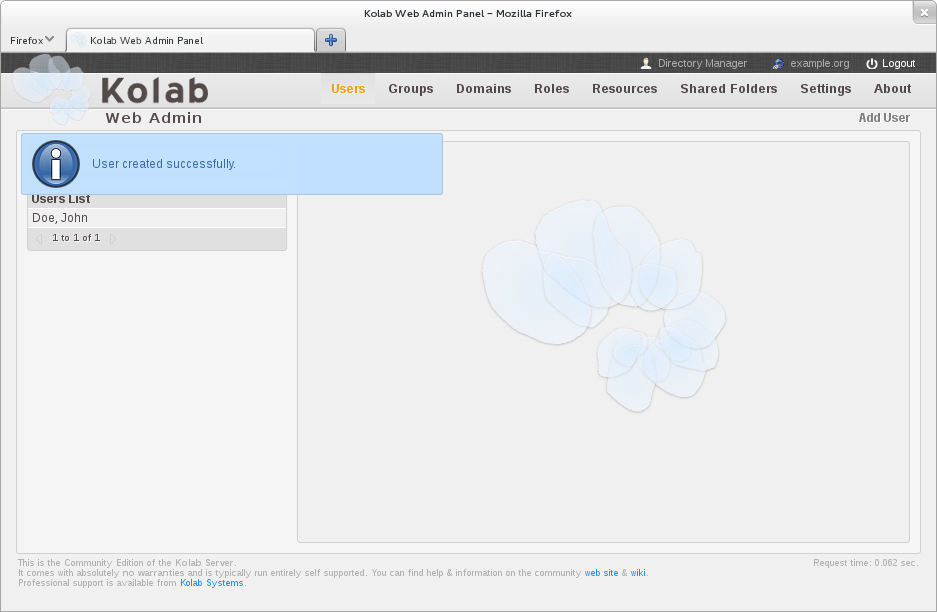 Kolab Web Admin Panel – Mozilla Firefox
Firefox
Kolab Web Admin Panel
Directory Manager example.org Logout
Kolab
Web Admin
Users Groups Domains Roles Resources Shared Folders Settings About
Add User
User created successfully.
Users List
Doe, John
1 to 1 of 1
This is the Community Edition of the Kolab Server.
Request time: 0.062 sec.
It comes with absolutely no warranties and is typically run entirely self supported. You can find help & information on the community web site & wiki.
Professional support is available from Kolab Systems.